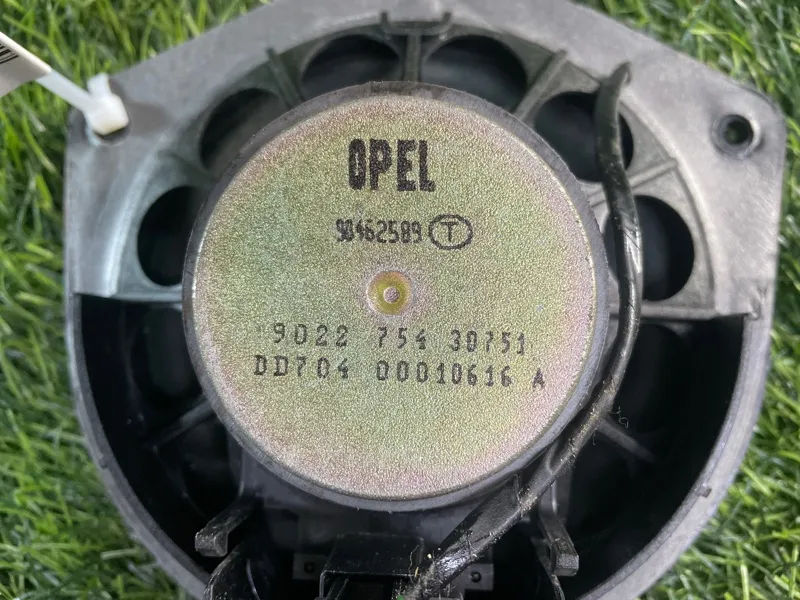 OPEL
90462589 T
9022 754 30751
DD704 00010616 A